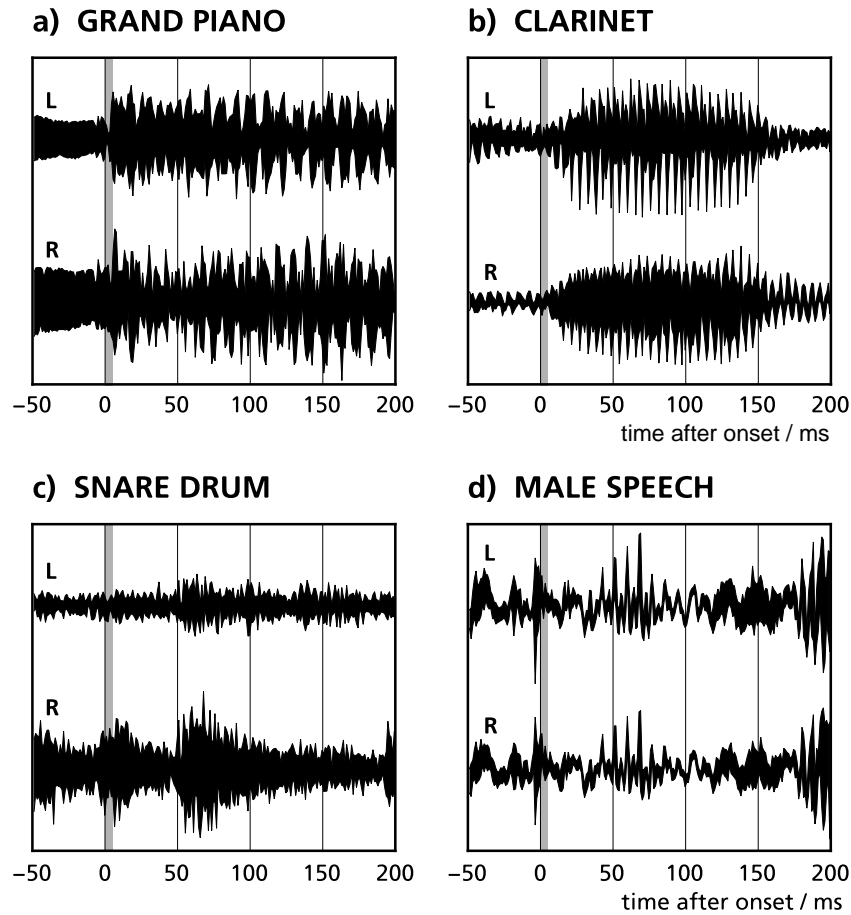 a) GRAND PIANO
L
R
−50 0 50 100 150 200
b) CLARINET
L
R
−50 0 50 100 150 200
time after onset / ms
c) SNARE DRUM
L
R
−50 0 50 100 150 200
d) MALE SPEECH
L
R
−50 0 50 100 150 200
time after onset / ms